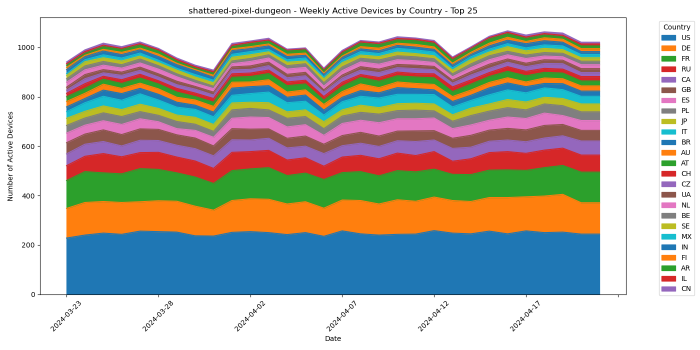 shattered-pixel-dungeon - Weekly Active Devices by Country - Top 25
Number of Active Devices
1000
800
600
400
200
0
2024-03-23
2024-03-28
2024-04-02
2024-04-07
2024-04-12
2024-04-17
Date
Country
US
DE
FR
RU
CA
GB
ES
PL
JP
IT
BR
AU
AT
CH
CZ
UA
NL
BE
SE
MX
IN
FI
AR
IL
CN